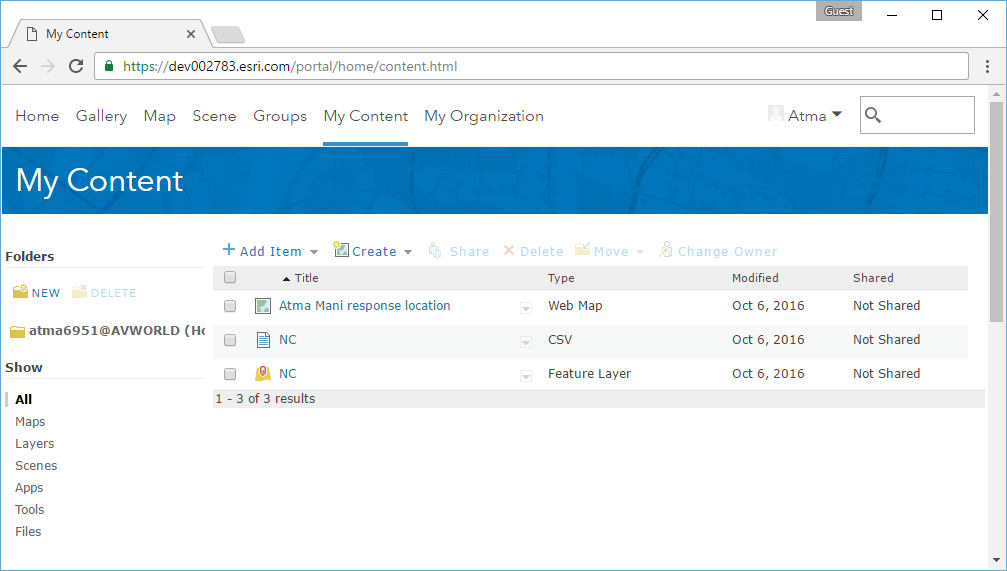 Guest
My Content
https://dev002783.esri.com/portal/home/content.html
Home Gallery Map Scene Groups My Content My Organization Atma
My Content
Folders
NEW DELETE
atma6951@AVWORLD (Ho
Show
All
Maps
Layers
Scenes
Apps
Tools
Files
Add Item Create Share Delete Move Change Owner
Title Type Modified Shared
Atma Mani response location Web Map Oct 6, 2016 Not Shared
NC CSV Oct 6, 2016 Not Shared
NC Feature Layer Oct 6, 2016 Not Shared
1 - 3 of 3 results